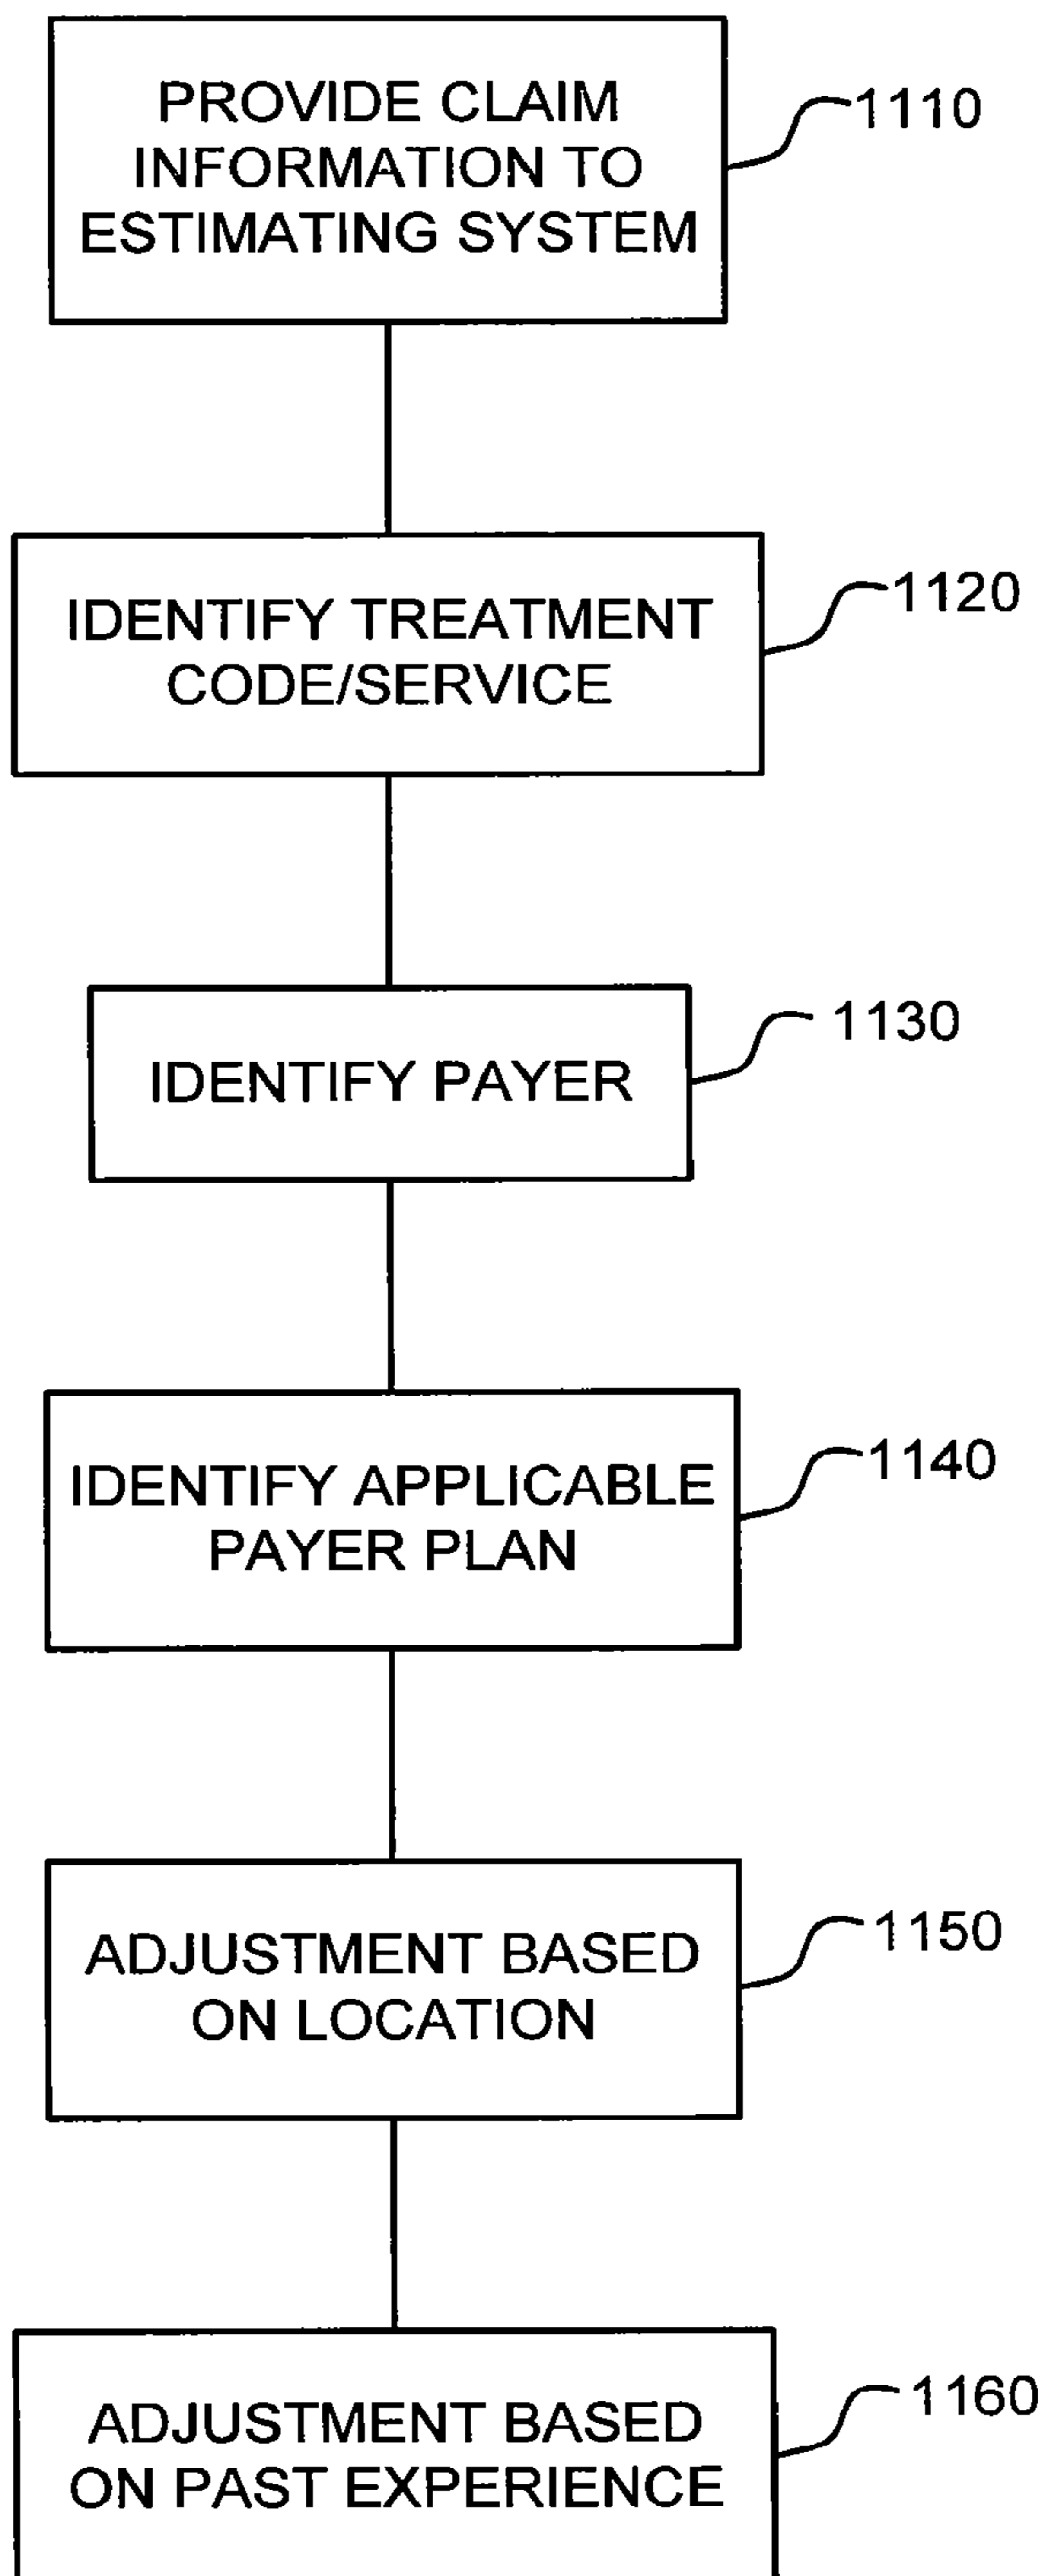 PROVIDE CLAIM
INFORMATION TO
ESTIMATING SYSTEM
1110
IDENTIFY TREATMENT
CODE/SERVICE
1120
IDENTIFY PAYER
1130
IDENTIFY APPLICABLE
PAYER PLAN
1140
ADJUSTMENT BASED
ON LOCATION
1150
ADJUSTMENT BASED
ON PAST EXPERIENCE
1160